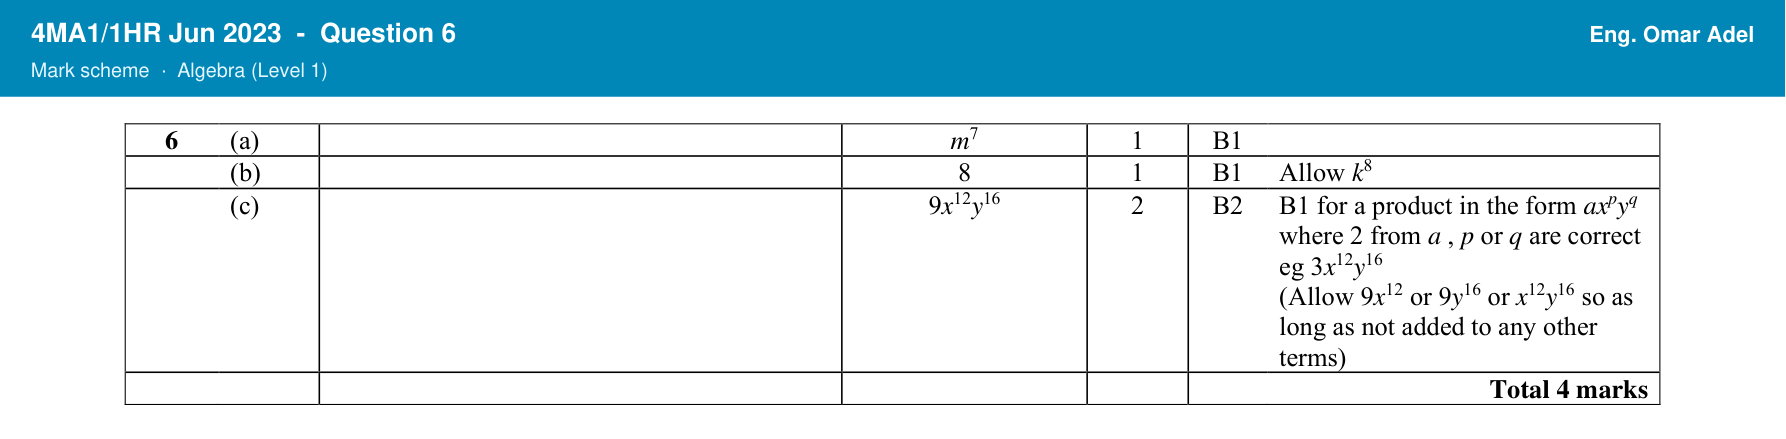 4MA1/1HR Jun 2023 - Question 6
Eng. Omar Adel
Mark scheme · Algebra (Level 1)
6 (a) m⁷ 1 B1
(b) 8 1 B1 Allow k⁸
(c) 9x¹²y¹⁶ 2 B2 B1 for a product in the form axᵖy^q
where 2 from a , p or q are correct
eg 3x¹²y¹⁶
(Allow 9x¹² or 9y¹⁶ or x¹²y¹⁶ so as
long as not added to any other
terms)
Total 4 marks